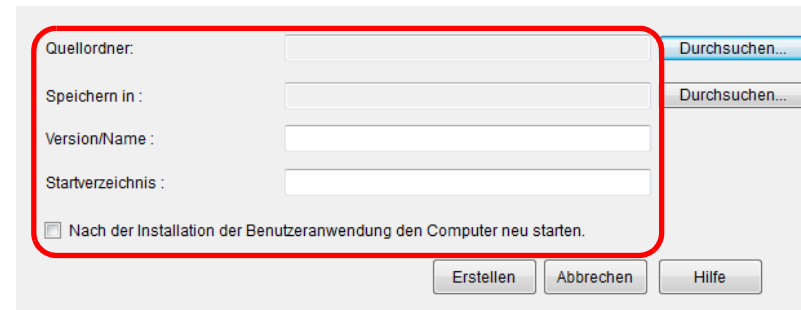 Quellordner: Durchsuchen...
Speichern in : Durchsuchen...
Version/Name :
Startverzeichnis :
Nach der Installation der Benutzeranwendung den Computer neu starten.
Erstellen Abbrechen Hilfe